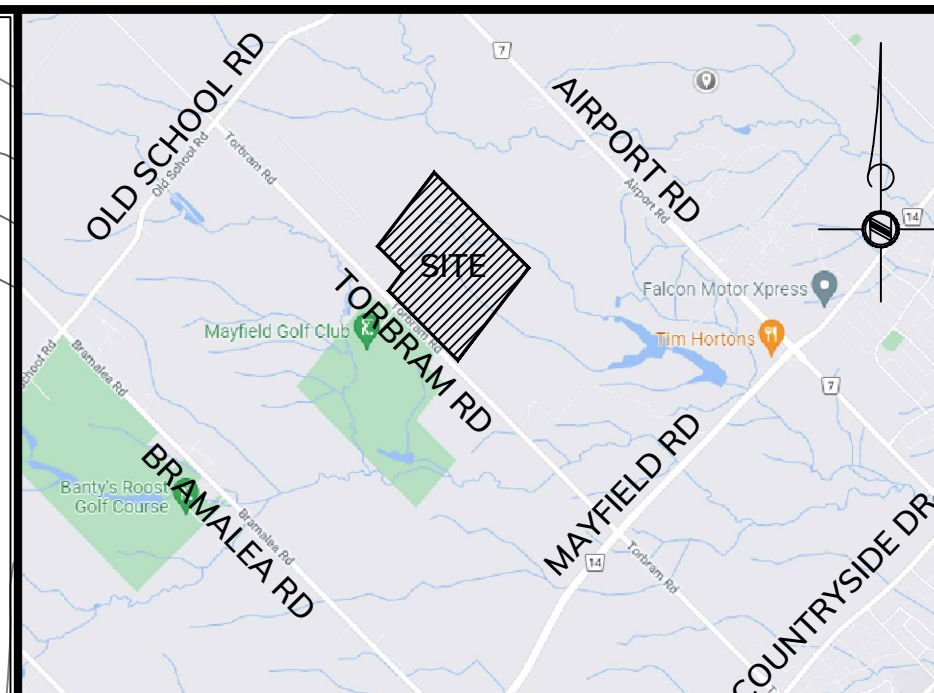 OLD SCHOOL RD
Old School Rd
Torbram Rd
7
AIRPORT RD
Airport Rd
14
SITE
Falcon Motor Xpress
Tim Hortons
7
TORBRAM RD
Torbram Rd
Mayfield Golf Club
School Rd
Bramalea Rd
BRAMALEA RD
Banty's Roost
Golf Course
Bramalea Rd
MAYFIELD RD
14
Torbram Rd
COUNTRYSIDE DR